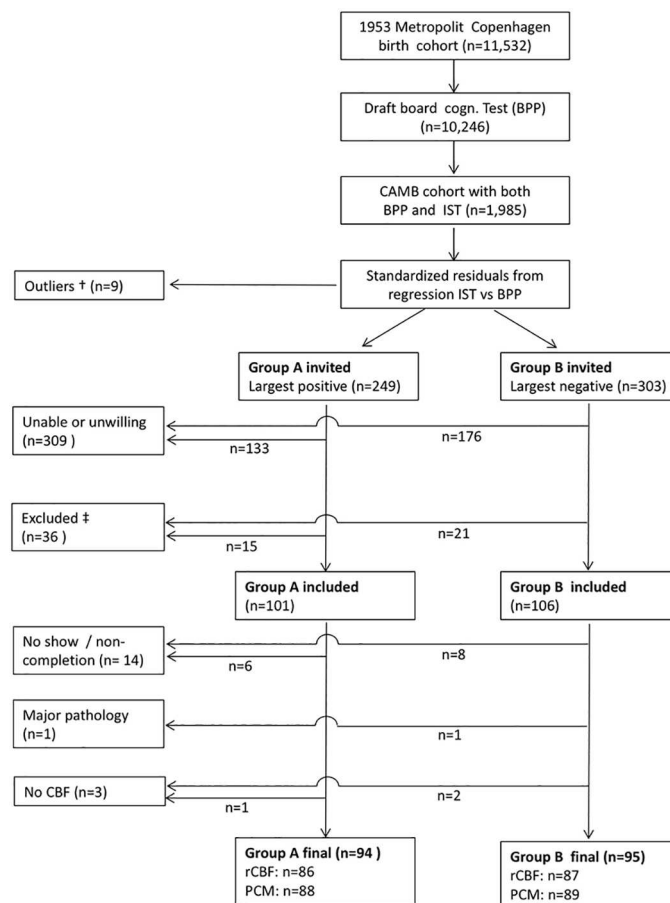 1953 Metropolit Copenhagen
birth cohort (n=11,532)
Draft board cogn. Test (BPP)
(n=10,246)
CAMB cohort with both
BPP and IST (n=1,985)
Standardized residuals from
regression IST vs BPP
Outliers † (n=9)
Group A invited
Largest positive (n=249)
Group B invited
Largest negative (n=303)
Unable or unwilling
(n=309 )
n=133
n=176
Excluded ‡
(n=36 )
n=15
n=21
Group A included
(n=101)
Group B included
(n=106)
No show / non-
completion (n= 14)
n=6
n=8
Major pathology
(n=1)
n=1
No CBF (n=3)
n=1
n=2
Group A final (n=94 )
rCBF: n=86
PCM: n=88
Group B final (n=95)
rCBF: n=87
PCM: n=89